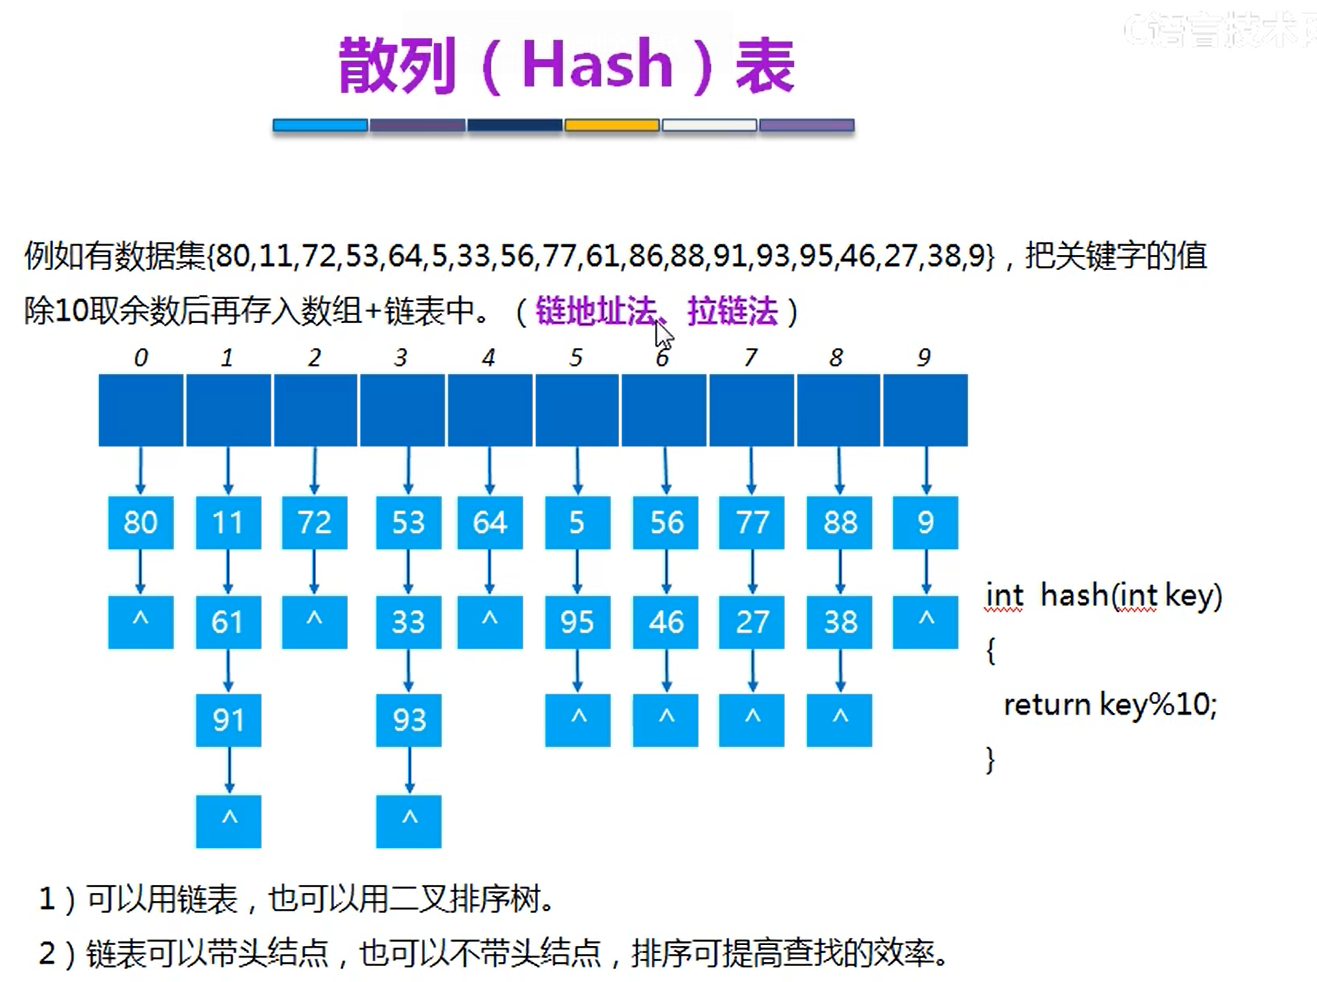 C语言技术网
散列（Hash）表
例如有数据集{80,11,72,53,64,5,33,56,77,61,86,88,91,93,95,46,27,38,9}，把关键字的值
除10取余数后再存入数组+链表中。（链地址法、拉链法）
0 1 2 3 4 5 6 7 8 9
80 11 72 53 64 5 56 77 88 9
^ 61 ^ 33 ^ 95 46 27 38 ^
91 93 ^ ^ ^ ^
^ ^
int hash(int key)
{
return key%10;
}
1）可以用链表，也可以用二叉排序树。
2）链表可以带头结点，也可以不带头结点，排序可提高查找的效率。